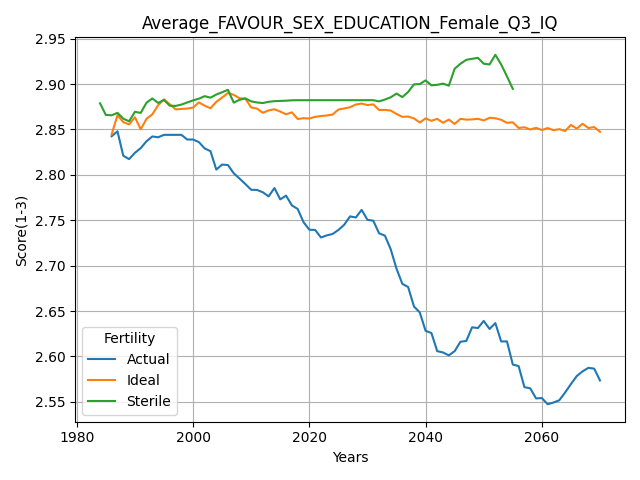 Average_FAVOUR_SEX_EDUCATION_Female_Q3_IQ
2.95
2.90
2.85
2.80
2.75
2.70
2.65
2.60
2.55
Score(1-3)
Fertility
Actual
Ideal
Sterile
1980
2000
2020
2040
2060
Years